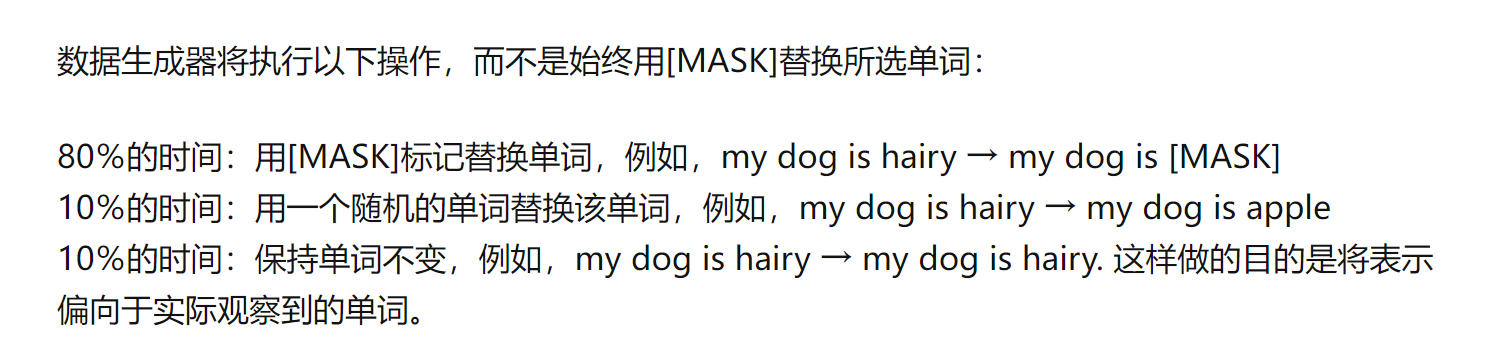 数据生成器将执行以下操作，而不是始终用[MASK]替换所选单词：
80%的时间：用[MASK]标记替换单词，例如，my dog is hairy → my dog is [MASK]
10%的时间：用一个随机的单词替换该单词，例如，my dog is hairy → my dog is apple
10%的时间：保持单词不变，例如，my dog is hairy → my dog is hairy. 这样做的目的是将表示
偏向于实际观察到的单词。